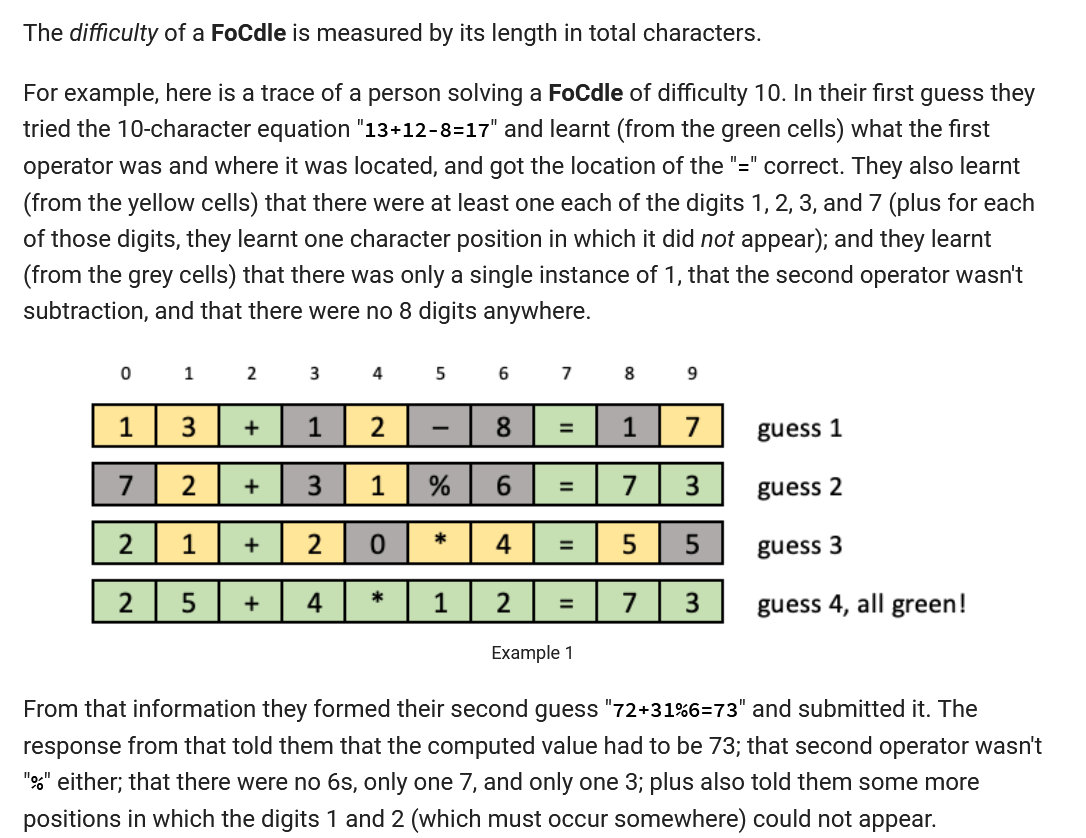 The difficulty of a FoCdle is measured by its length in total characters.
For example, here is a trace of a person solving a FoCdle of difficulty 10. In their first guess they
tried the 10-character equation "13+12-8=17" and learnt (from the green cells) what the first
operator was and where it was located, and got the location of the "=" correct. They also learnt
(from the yellow cells) that there were at least one each of the digits 1, 2, 3, and 7 (plus for each
of those digits, they learnt one character position in which it did not appear); and they learnt
(from the grey cells) that there was only a single instance of 1, that the second operator wasn't
subtraction, and that there were no 8 digits anywhere.
0 1 2 3 4 5 6 7 8 9
1 3 + 1 2 – 8 = 1 7 guess 1
7 2 + 3 1 % 6 = 7 3 guess 2
2 1 + 2 0 * 4 = 5 5 guess 3
2 5 + 4 * 1 2 = 7 3 guess 4, all green!
Example 1
From that information they formed their second guess "72+31%6=73" and submitted it. The
response from that told them that the computed value had to be 73; that second operator wasn't
"%" either; that there were no 6s, only one 7, and only one 3; plus also told them some more
positions in which the digits 1 and 2 (which must occur somewhere) could not appear.